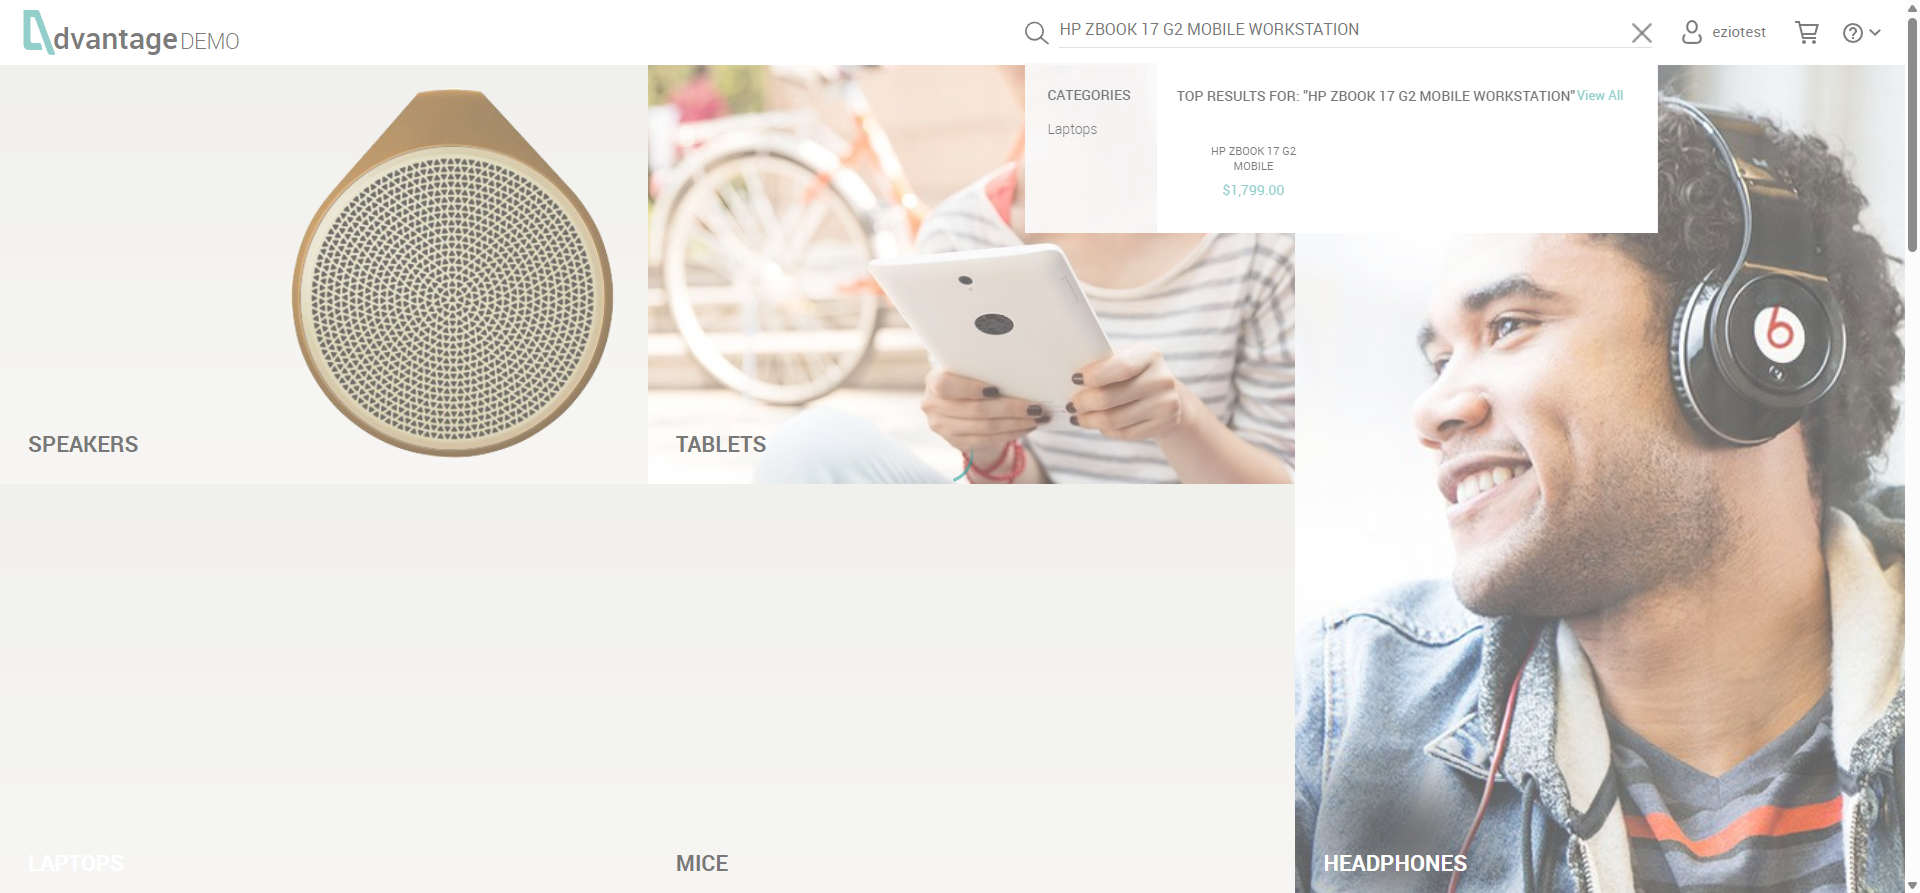 dvantage DEMO
HP ZBOOK 17 G2 MOBILE WORKSTATION
eziotest
CATEGORIES
Laptops
TOP RESULTS FOR: "HP ZBOOK 17 G2 MOBILE WORKSTATION"
View All
HP ZBOOK 17 G2
MOBILE
$1,799.00
SPEAKERS
TABLETS
LAPTOPS
MICE
HEADPHONES